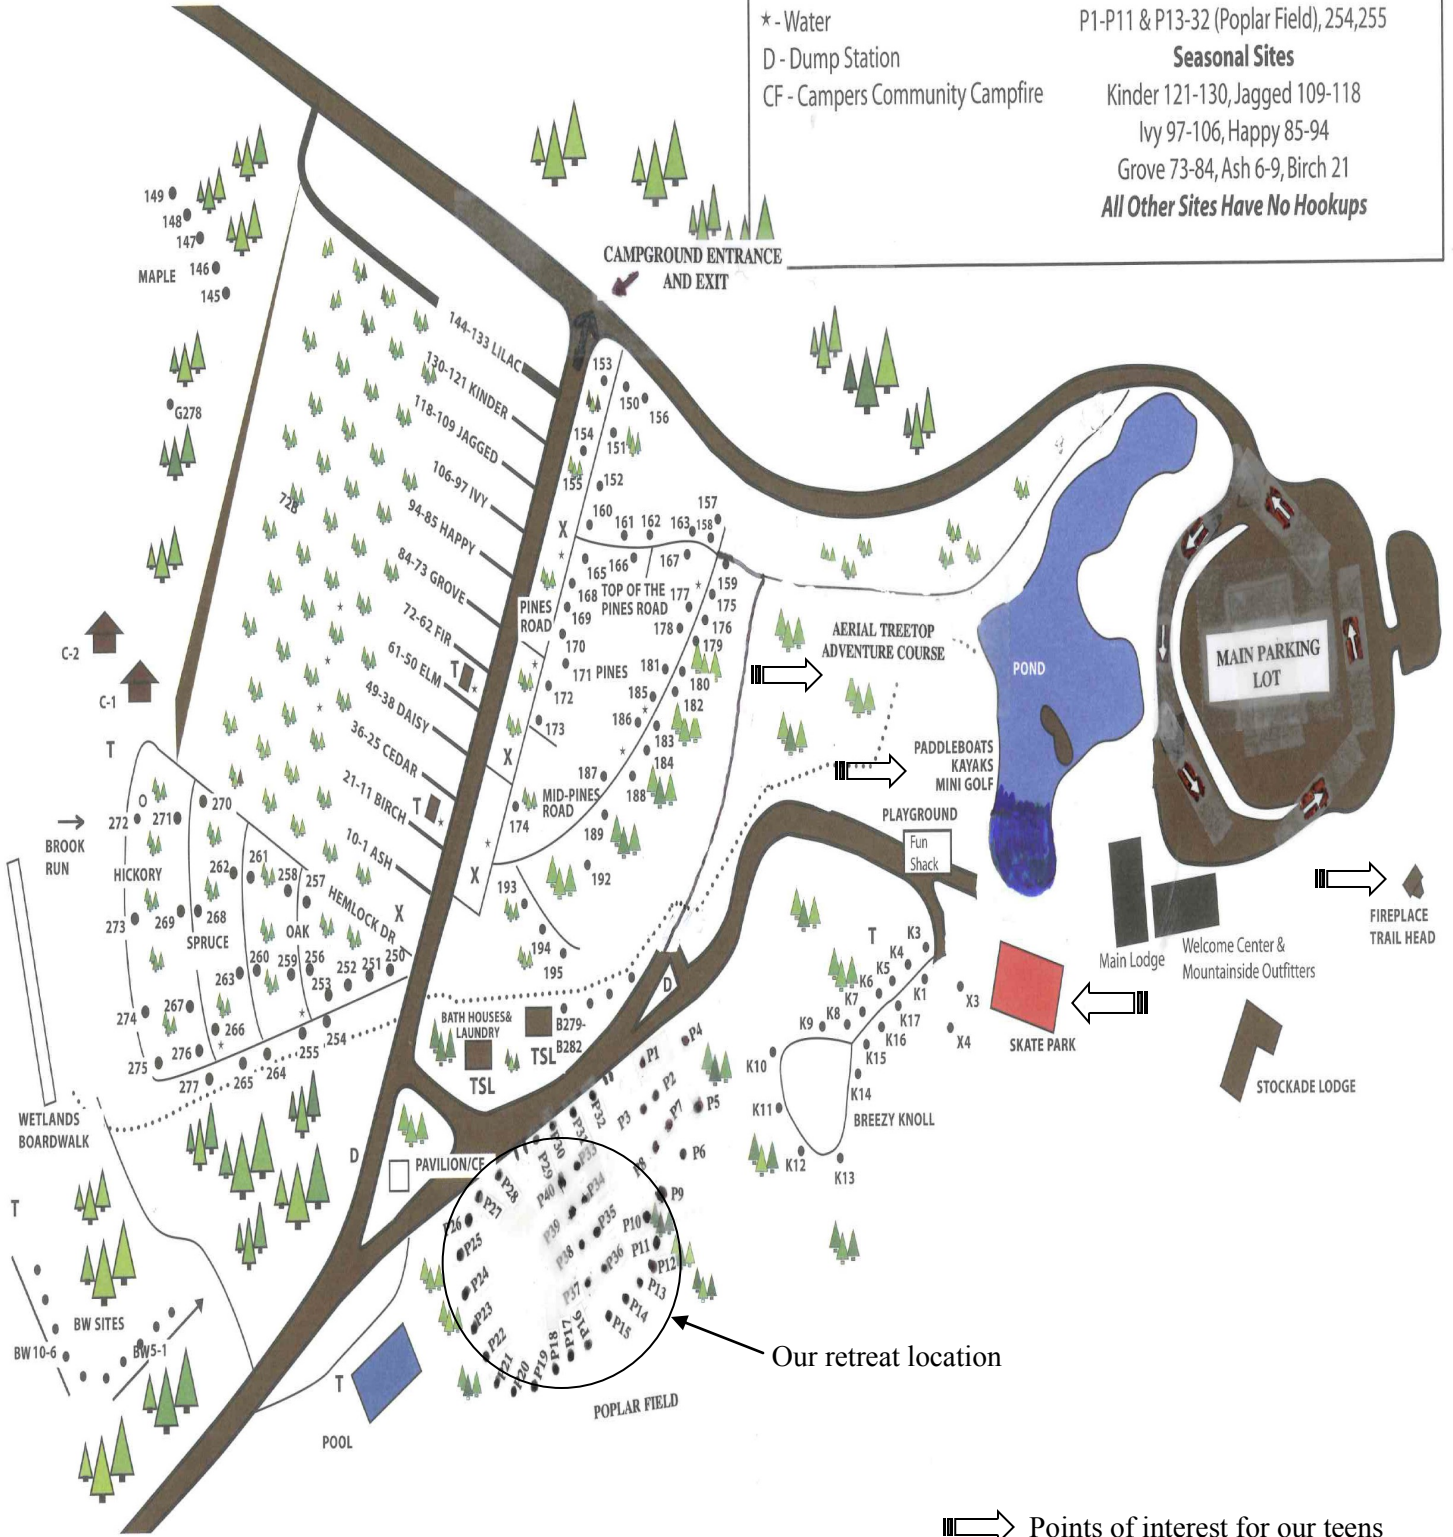 ★ - Water
D - Dump Station
CF - Campers Community Campfire
P1-P11 & P13-32 (Poplar Field), 254,255
Seasonal Sites
Kinder 121-130, Jagged 109-118
Ivy 97-106, Happy 85-94
Grove 73-84, Ash 6-9, Birch 21
All Other Sites Have No Hookups
CAMPGROUND ENTRANCE
AND EXIT
149
148
147
146
145
MAPLE
G278
144-133 LILAC
130-121 KINDER
118-109 JAGGED
106-97 IVY
94-85 HAPPY
84-73 GROVE
72-62 FIR
61-50 ELM
49-38 DAISY
36-25 CEDAR
21-11 BIRCH
10-1 ASH
HEMLOCK DR
72B
T
T
X
153
150
156
154
151
155
152
X
160
161
162
163
157
158
165
166
167
159
TOP OF THE
PINES ROAD
168
169
170
171
PINES
172
173
174
177
178
175
176
179
181
180
185
182
186
183
184
187
188
189
192
193
194
195
PINES
ROAD
MID-PINES
ROAD
X
X
AERIAL TREETOP
ADVENTURE COURSE
POND
MAIN PARKING
LOT
PADDLEBOATS
KAYAKS
MINI GOLF
PLAYGROUND
Fun
Shack
C-2
C-1
T
O
272
271
270
BROOK
RUN
HICKORY
262
261
258
257
273
269
268
SPRUCE
OAK
263
260
259
256
253
252
251
250
274
267
266
276
275
277
265
264
255
254
WETLANDS
BOARDWALK
BATH HOUSES &
LAUNDRY
TSL
TSL
B279-
B282
D
D
PAVILION/CF
T
K3
K4
K5
K6
K7
K8
K9
K1
K17
K16
K15
K14
K10
K11
K12
K13
BREEZY KNOLL
X3
X4
SKATE PARK
Main Lodge
Welcome Center &
Mountainside Outfitters
FIREPLACE
TRAIL HEAD
STOCKADE LODGE
P4
P1
P2
P3
P7
P5
P8
P6
P9
P10
P11
P12
P13
P14
P15
P16
P17
P18
P19
P20
P21
P22
P23
P24
P25
P26
P27
P28
P29
P30
P31
P32
P33
P34
P35
P36
P37
P38
P39
P40
T
BW SITES
BW 10-6
BW5-1
T
POOL
POPLAR FIELD
Our retreat location
Points of interest for our teens